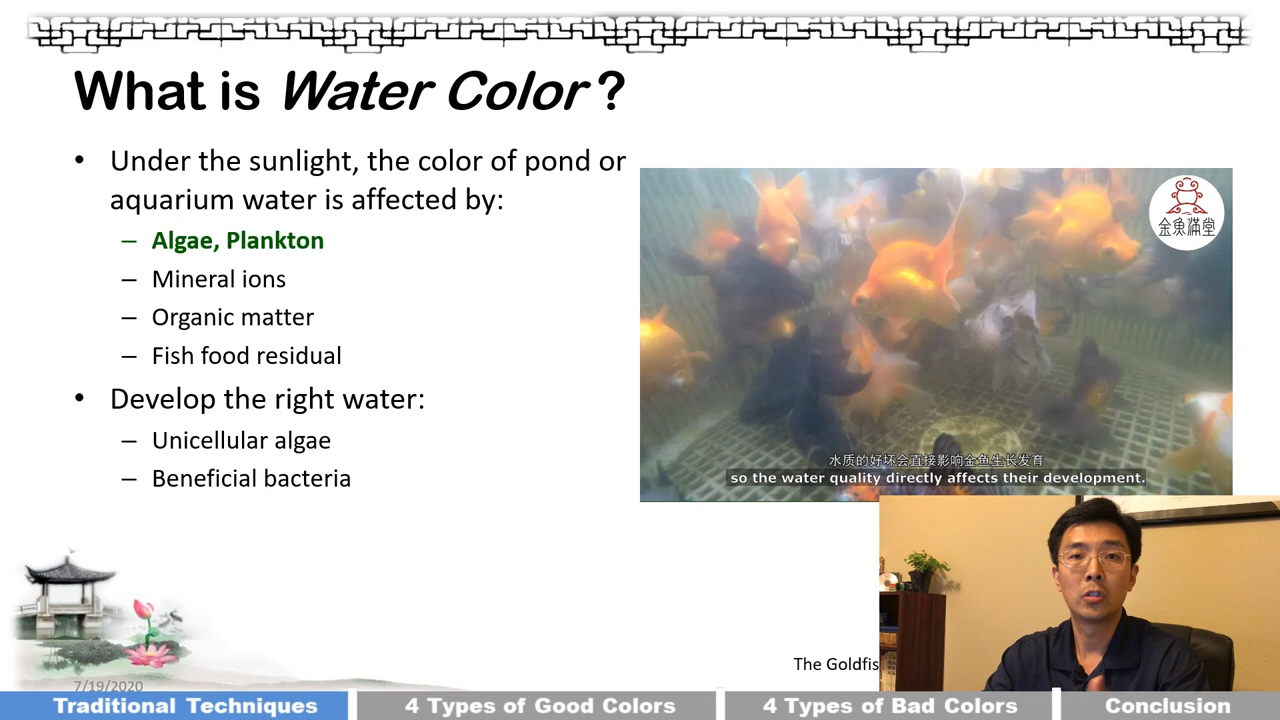 What is Water Color ?
• Under the sunlight, the color of pond or
aquarium water is affected by:
– Algae, Plankton
– Mineral ions
– Organic matter
– Fish food residual
• Develop the right water:
– Unicellular algae
– Beneficial bacteria
金魚滿堂
水质的好坏会直接影响金鱼生长发育
so the water quality directly affects their development.
The Goldfis
7/19/2020
Traditional Techniques
4 Types of Good Colors
4 Types of Bad Colors
Conclusion